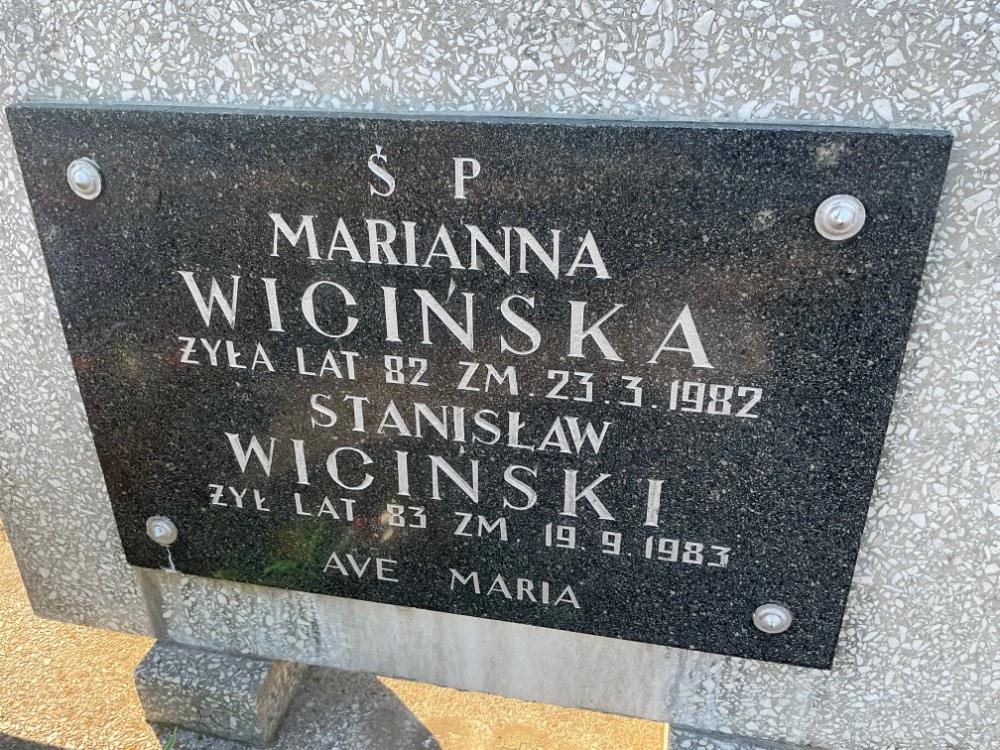 Ś P
MARIANNA
WICIŃSKA
ŻYŁA LAT 82 ZM. 23.3.1982
STANISŁAW
WICIŃSKI
ŻYŁ LAT 83 ZM. 19.9.1983
AVE MARIA